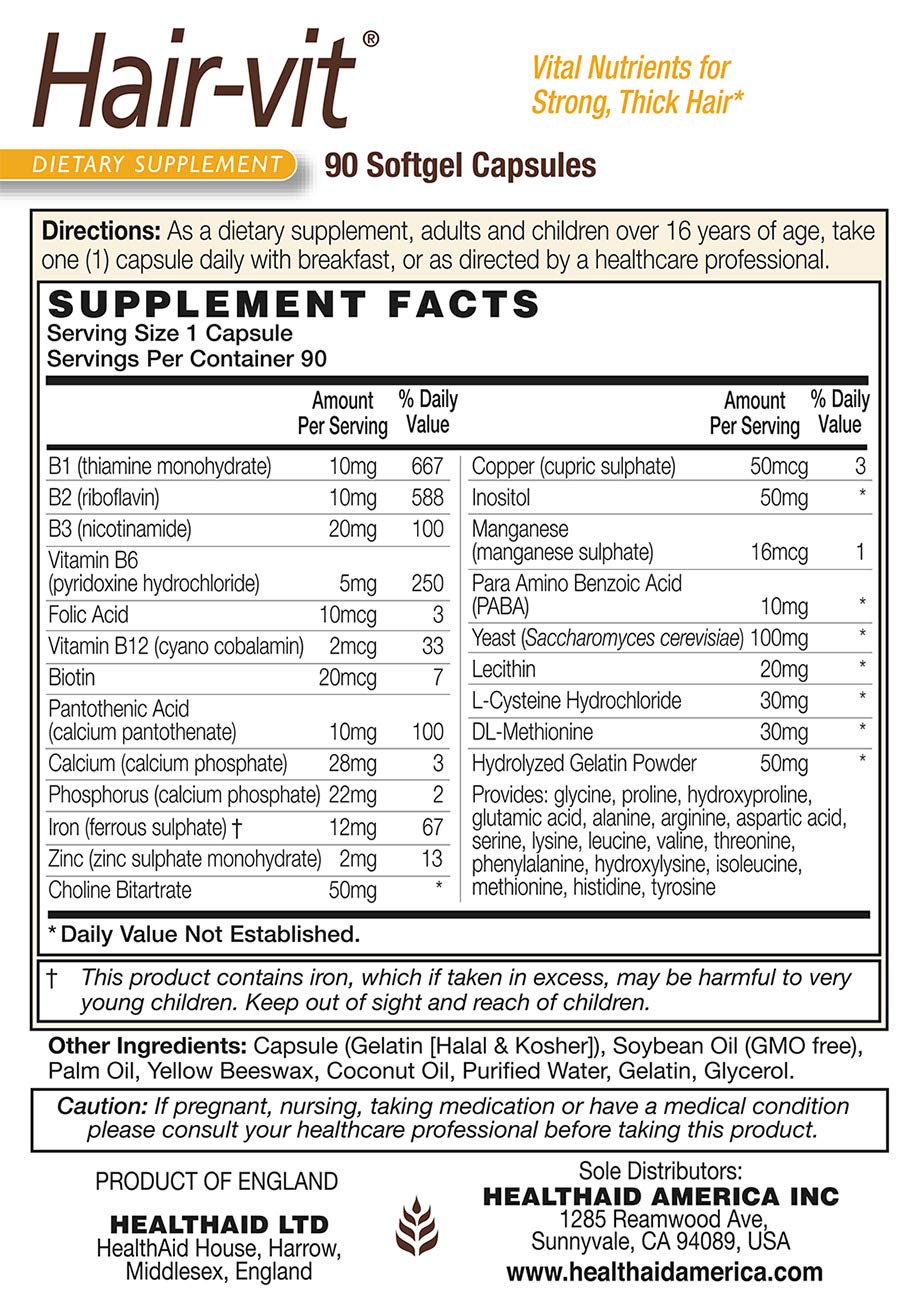 Hair-vit®
Vital Nutrients for
Strong, Thick Hair*
DIETARY SUPPLEMENT
90 Softgel Capsules
Directions: As a dietary supplement, adults and children over 16 years of age, take
one (1) capsule daily with breakfast, or as directed by a healthcare professional.
SUPPLEMENT FACTS
Serving Size 1 Capsule
Servings Per Container 90
Amount Per Serving % Daily Value
B1 (thiamine monohydrate) 10mg 667
B2 (riboflavin) 10mg 588
B3 (nicotinamide) 20mg 100
Vitamin B6
(pyridoxine hydrochloride) 5mg 250
Folic Acid 10mcg 3
Vitamin B12 (cyano cobalamin) 2mcg 33
Biotin 20mcg 7
Pantothenic Acid
(calcium pantothenate) 10mg 100
Calcium (calcium phosphate) 28mg 3
Phosphorus (calcium phosphate) 22mg 2
Iron (ferrous sulphate) † 12mg 67
Zinc (zinc sulphate monohydrate) 2mg 13
Choline Bitartrate 50mg *
Amount Per Serving % Daily Value
Copper (cupric sulphate) 50mcg 3
Inositol 50mg *
Manganese
(manganese sulphate) 16mcg 1
Para Amino Benzoic Acid
(PABA) 10mg *
Yeast (Saccharomyces cerevisiae) 100mg *
Lecithin 20mg *
L-Cysteine Hydrochloride 30mg *
DL-Methionine 30mg *
Hydrolyzed Gelatin Powder 50mg *
Provides: glycine, proline, hydroxyproline,
glutamic acid, alanine, arginine, aspartic acid,
serine, lysine, leucine, valine, threonine,
phenylalanine, hydroxylysine, isoleucine,
methionine, histidine, tyrosine
* Daily Value Not Established.
† This product contains iron, which if taken in excess, may be harmful to very
young children. Keep out of sight and reach of children.
Other Ingredients: Capsule (Gelatin [Halal & Kosher]), Soybean Oil (GMO free),
Palm Oil, Yellow Beeswax, Coconut Oil, Purified Water, Gelatin, Glycerol.
Caution: If pregnant, nursing, taking medication or have a medical condition
please consult your healthcare professional before taking this product.
PRODUCT OF ENGLAND
HEALTHAID LTD
HealthAid House, Harrow,
Middlesex, England
Sole Distributors:
HEALTHAID AMERICA INC
1285 Reamwood Ave,
Sunnyvale, CA 94089, USA
www.healthaidamerica.com